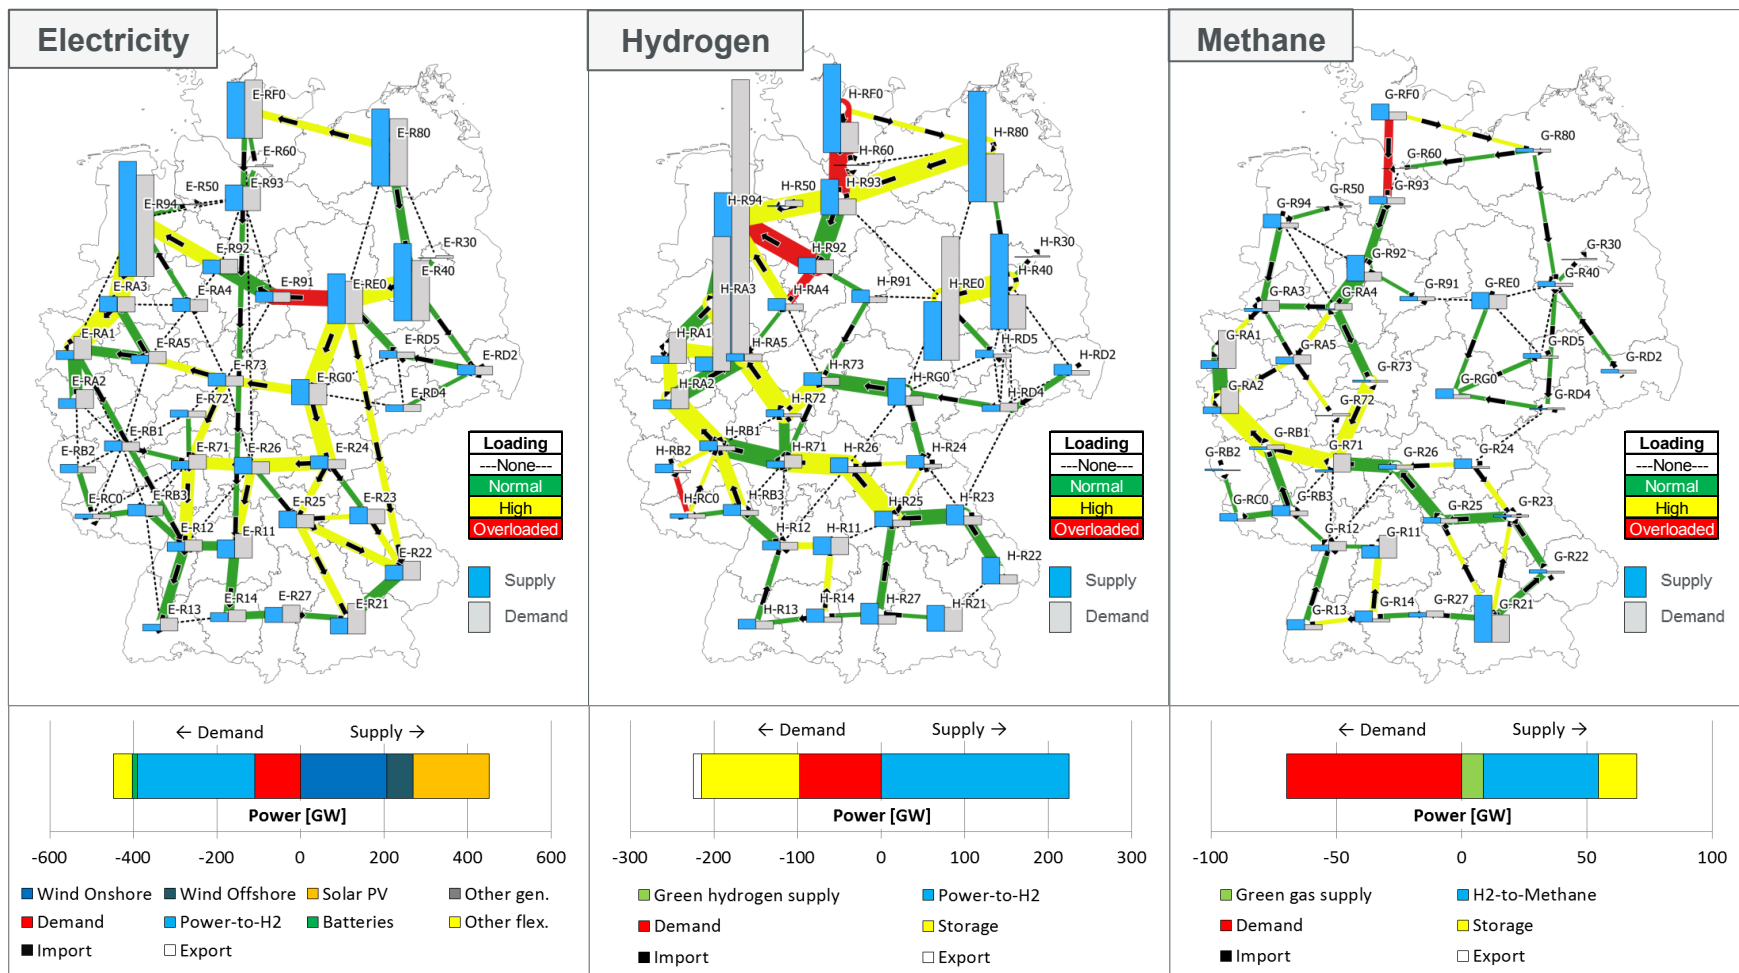 Electricity
E-RF0
E-R80
E-R60
E-R50
E-R93
E-R94
E-R92
E-R30
E-R40
E-R91
E-RE0
E-RA3
E-RA4
E-RA1
E-RA5
E-RD5
E-RD2
E-R73
E-RA2
E-RG0
E-R72
E-RD4
E-RB1
E-RB2
E-R71
E-R26
E-R24
E-RC0
E-RB3
E-R25
E-R23
E-R12
E-R11
E-R22
E-R13
E-R14
E-R27
E-R21
Loading
---None---
Normal
High
Overloaded
Supply
Demand
Hydrogen
H-RF0
H-R80
H-R60
H-R50
H-R93
H-R94
H-R92
H-R30
H-R40
H-R91
H-RE0
H-RA3
H-RA4
H-RA1
H-RA5
H-RD5
H-RD2
H-R73
H-RA2
H-RG0
H-R72
H-RD4
H-RB1
H-RB2
H-R71
H-R26
H-R24
H-RC0
H-RB3
H-R25
H-R23
H-R12
H-R11
H-R22
H-R13
H-R14
H-R27
H-R21
Loading
---None---
Normal
High
Overloaded
Supply
Demand
Methane
G-RF0
G-R80
G-R60
G-R93
G-R50
G-R94
G-R92
G-R30
G-R40
G-R91
G-RE0
G-RA3
G-RA4
G-RA1
G-RA5
G-RD5
G-RD2
G-R73
G-RA2
G-RG0
G-R72
G-RD4
G-RB1
G-RB2
G-R71
G-R26
G-R24
G-RC0
G-RB3
G-R25
G-R23
G-R12
G-R11
G-R22
G-R13
G-R14
G-R27
G-R21
Loading
---None---
Normal
High
Overloaded
Supply
Demand
← Demand Supply →
Power [GW]
-600 -400 -200 0 200 400 600
Wind Onshore Wind Offshore Solar PV Other gen.
Demand Power-to-H2 Batteries Other flex.
Import Export
← Demand Supply →
Power [GW]
-300 -200 -100 0 100 200 300
Green hydrogen supply Power-to-H2
Demand Storage
Import Export
← Demand Supply →
Power [GW]
-100 -50 0 50 100
Green gas supply H2-to-Methane
Demand Storage
Import Export